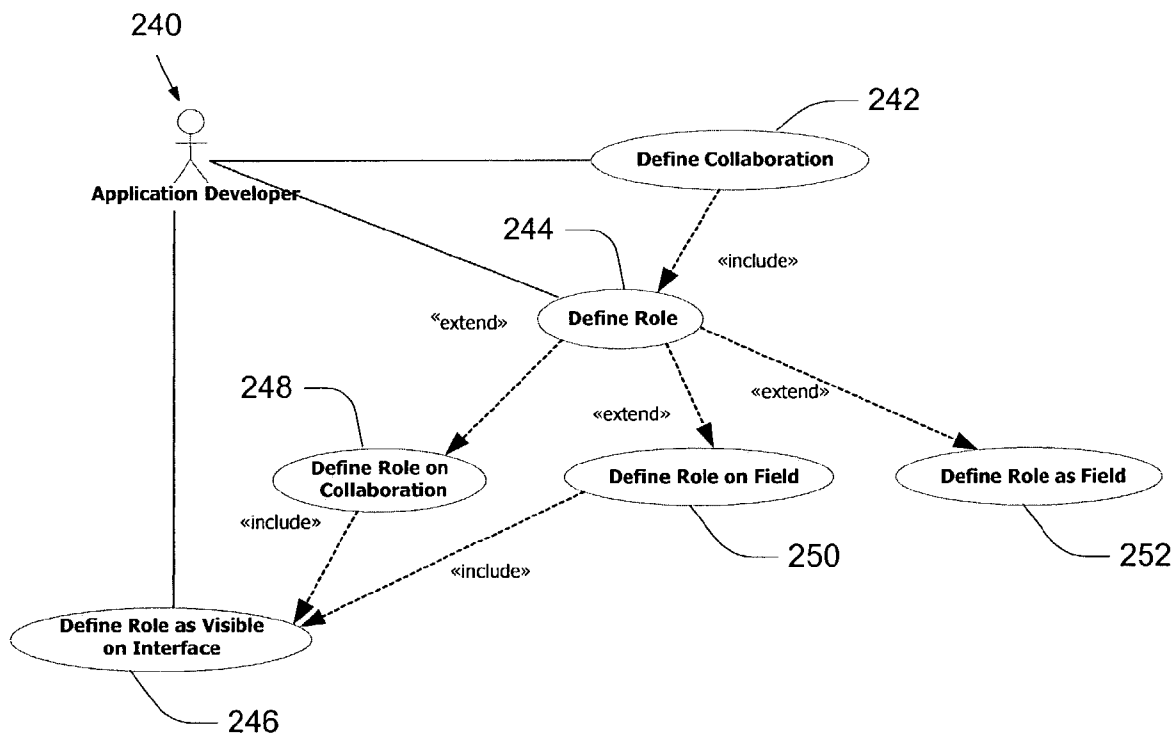 240
242
Define Collaboration
Application Developer
244
«include»
Define Role
«extend»
248
«extend»
«extend»
Define Role on
Collaboration
Define Role on Field
Define Role as Field
«include»
250
252
«include»
Define Role as Visible
on Interface
246